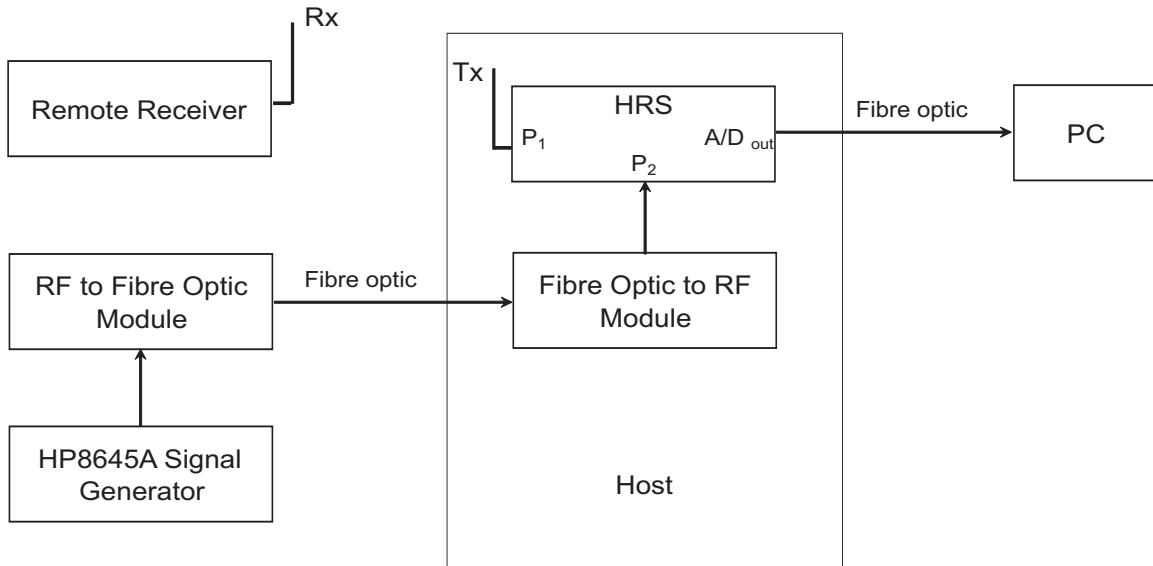 Rx
Remote Receiver
Tx
HRS
P1
A/D out
P2
Fibre optic
PC
RF to Fibre Optic
Module
Fibre optic
Fibre Optic to RF
Module
HP8645A Signal
Generator
Host